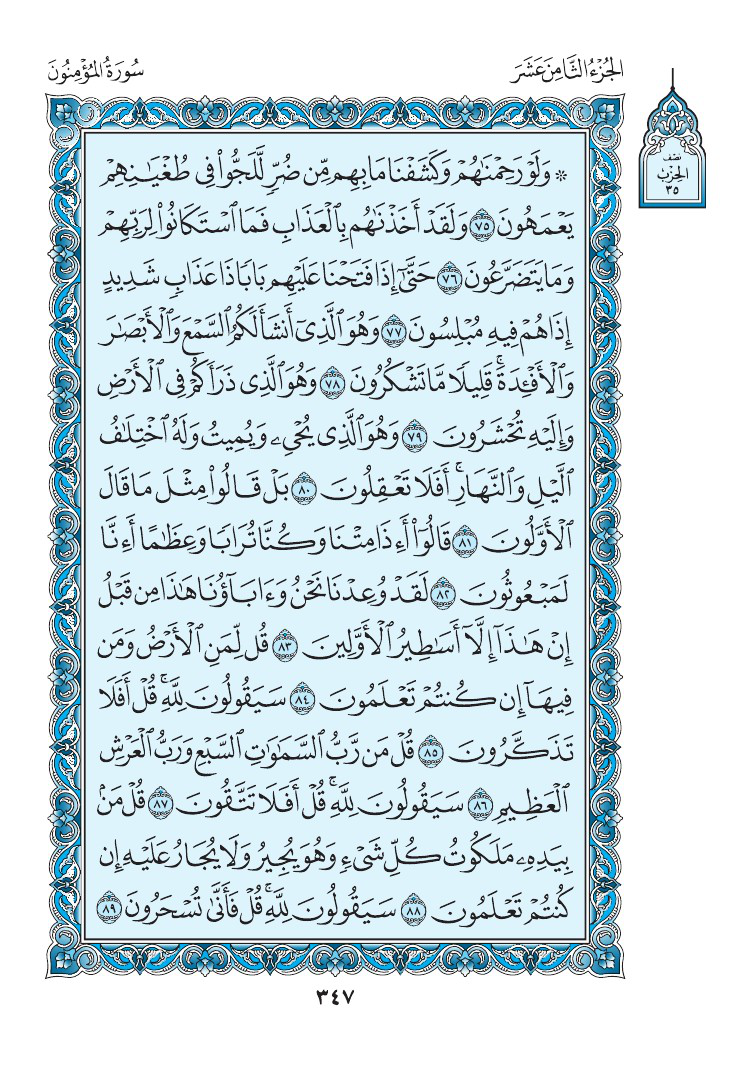 الجُزْءُ الثَّامِنَ عَشَرَ
سُورَةُ المُؤْمِنُونَ
نصف
الحزب
٣٥
۞ وَلَوْ رَحِمْنَٰهُمْ وَكَشَفْنَا مَا بِهِم مِّن ضُرٍّ لَّلَجُّوا۟ فِى طُغْيَٰنِهِمْ
يَعْمَهُونَ ٧٥ وَلَقَدْ أَخَذْنَٰهُم بِٱلْعَذَابِ فَمَا ٱسْتَكَانُوا۟ لِرَبِّهِمْ
وَمَا يَتَضَرَّعُونَ ٧٦ حَتَّىٰٓ إِذَا فَتَحْنَا عَلَيْهِم بَابًا ذَا عَذَابٍ شَدِيدٍ
إِذَا هُمْ فِيهِ مُبْلِسُونَ ٧٧ وَهُوَ ٱلَّذِىٓ أَنشَأَ لَكُمُ ٱلسَّمْعَ وَٱلْأَبْصَٰرَ
وَٱلْأَفْـِٔدَةَ ۚ قَلِيلًا مَّا تَشْكُرُونَ ٧٨ وَهُوَ ٱلَّذِى ذَرَأَكُمْ فِى ٱلْأَرْضِ
وَإِلَيْهِ تُحْشَرُونَ ٧٩ وَهُوَ ٱلَّذِى يُحْىِۦ وَيُمِيتُ وَلَهُ ٱخْتِلَٰفُ
ٱلَّيْلِ وَٱلنَّهَارِ ۚ أَفَلَا تَعْقِلُونَ ٨٠ بَلْ قَالُوا۟ مِثْلَ مَا قَالَ
ٱلْأَوَّلُونَ ٨١ قَالُوٓا۟ أَءِذَا مِتْنَا وَكُنَّا تُرَابًا وَعِظَٰمًا أَءِنَّا
لَمَبْعُوثُونَ ٨٢ لَقَدْ وُعِدْنَا نَحْنُ وَءَابَآؤُنَا هَٰذَا مِن قَبْلُ
إِنْ هَٰذَآ إِلَّآ أَسَٰطِيرُ ٱلْأَوَّلِينَ ٨٣ قُل لِّمَنِ ٱلْأَرْضُ وَمَن
فِيهَآ إِن كُنتُمْ تَعْلَمُونَ ٨٤ سَيَقُولُونَ لِلَّهِ ۚ قُلْ أَفَلَا
تَذَكَّرُونَ ٨٥ قُلْ مَن رَّبُّ ٱلسَّمَٰوَٰتِ ٱلسَّبْعِ وَرَبُّ ٱلْعَرْشِ
ٱلْعَظِيمِ ٨٦ سَيَقُولُونَ لِلَّهِ ۚ قُلْ أَفَلَا تَتَّقُونَ ٨٧ قُلْ مَنۢ
بِيَدِهِۦ مَلَكُوتُ كُلِّ شَىْءٍ وَهُوَ يُجِيرُ وَلَا يُجَارُ عَلَيْهِ إِن
كُنتُمْ تَعْلَمُونَ ٨٨ سَيَقُولُونَ لِلَّهِ ۚ قُلْ فَأَنَّىٰ تُسْحَرُونَ ٨٩
٣٤٧